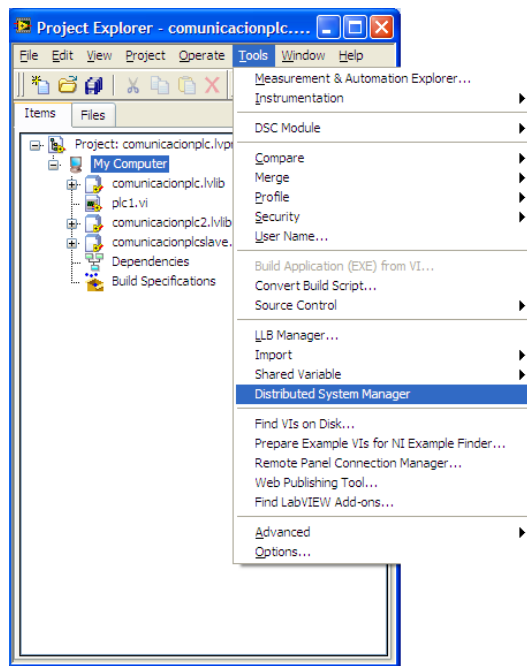 Project Explorer - comunicacionplc....
File Edit View Project Operate Tools Window Help
Items Files
Project: comunicacionplc.lvpr
My Computer
comunicacionplc.lvlib
plc1.vi
comunicacionplc2.lvlib
comunicacionplcslave.
Dependencies
Build Specifications
Measurement & Automation Explorer...
Instrumentation
DSC Module
Compare
Merge
Profile
Security
User Name...
Build Application (EXE) from VI...
Convert Build Script...
Source Control
LLB Manager...
Import
Shared Variable
Distributed System Manager
Find VIs on Disk...
Prepare Example VIs for NI Example Finder...
Remote Panel Connection Manager...
Web Publishing Tool...
Find LabVIEW Add-ons...
Advanced
Options...